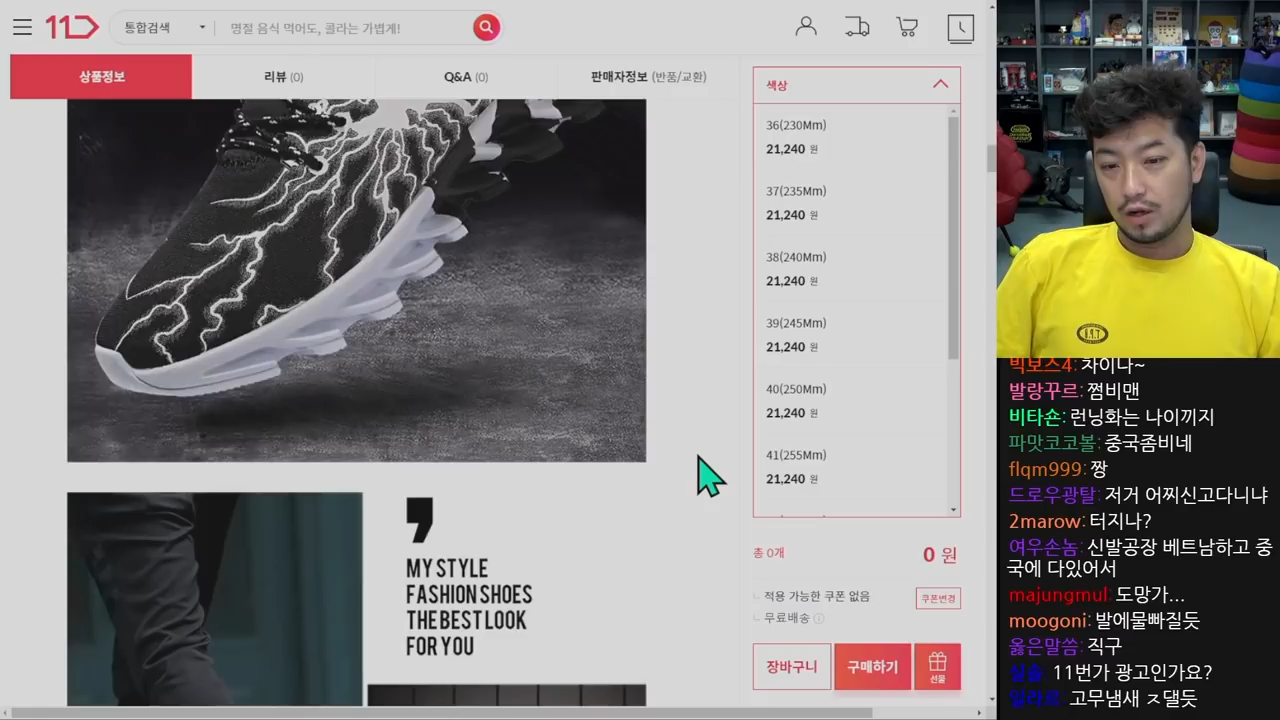 11
통합검색
명절 음식 먹어도, 콜라는 가볍게!
상품정보
리뷰 (0)
Q&A (0)
판매자정보 (반품/교환)
색상
36(230Mm)
21,240 원
37(235Mm)
21,240 원
38(240Mm)
21,240 원
39(245Mm)
21,240 원
40(250Mm)
21,240 원
41(255Mm)
21,240 원
총 0개
0 원
적용 가능한 쿠폰 없음
쿠폰변경
무료배송
장바구니
구매하기
선물
MY STYLE
FASHION SHOES
THE BEST LOOK
FOR YOU
빅보스4: 차이나~
발랑꾸르: 쩜비맨
비타숀: 런닝화는 나이끼지
파맛코코볼: 중국좀비네
flqm999: 짱
드로우광탈: 저거 어찌신고다니냐
2marow: 터지나?
여우손놈: 신발공장 베트남하고 중
국에 다있어서
majungmul: 도망가...
moogoni: 발에물빠질듯
옳은말씀: 직구
11번가 광고인가요?
고무냄새 ㅈ댈듯